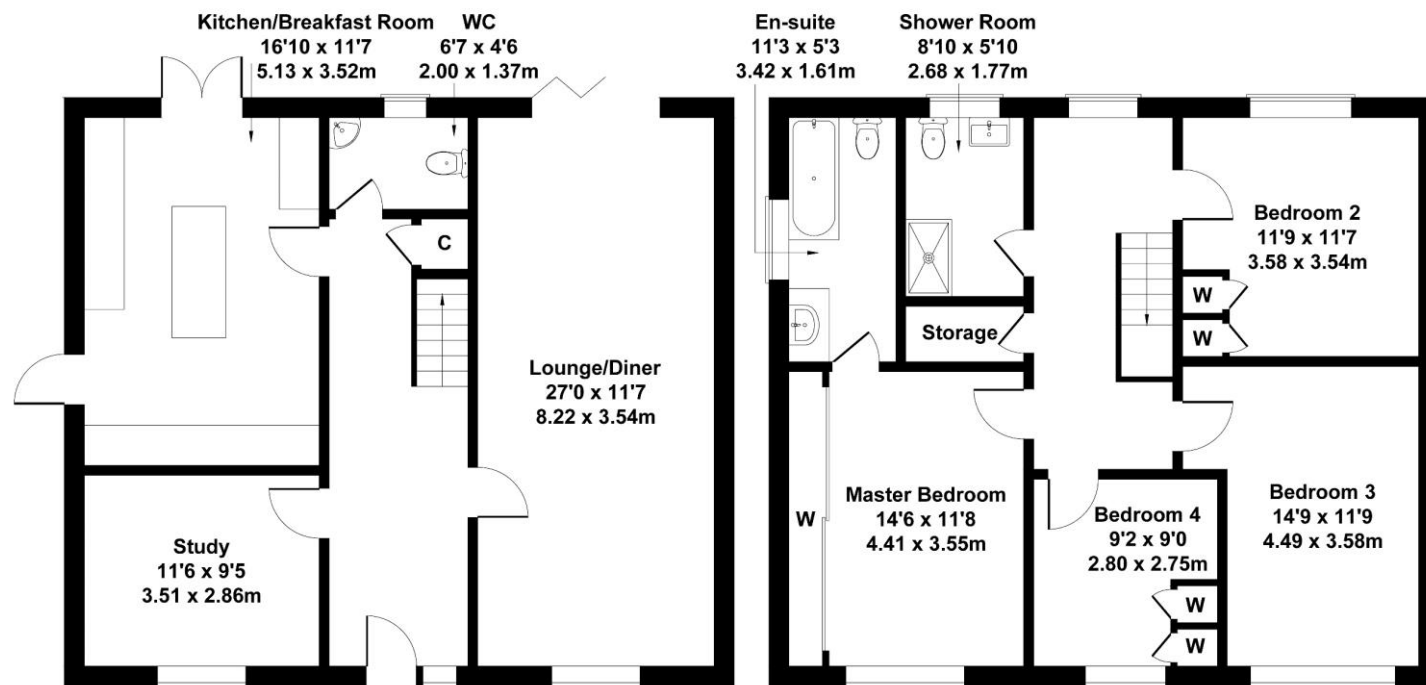 Kitchen/Breakfast Room
16'10 x 11'7
5.13 x 3.52m
WC
6'7 x 4'6
2.00 x 1.37m
C
Lounge/Diner
27'0 x 11'7
8.22 x 3.54m
Study
11'6 x 9'5
3.51 x 2.86m
En-suite
11'3 x 5'3
3.42 x 1.61m
Shower Room
8'10 x 5'10
2.68 x 1.77m
Bedroom 2
11'9 x 11'7
3.58 x 3.54m
W
W
Storage
W
Master Bedroom
14'6 x 11'8
4.41 x 3.55m
Bedroom 4
9'2 x 9'0
2.80 x 2.75m
W
W
Bedroom 3
14'9 x 11'9
4.49 x 3.58m